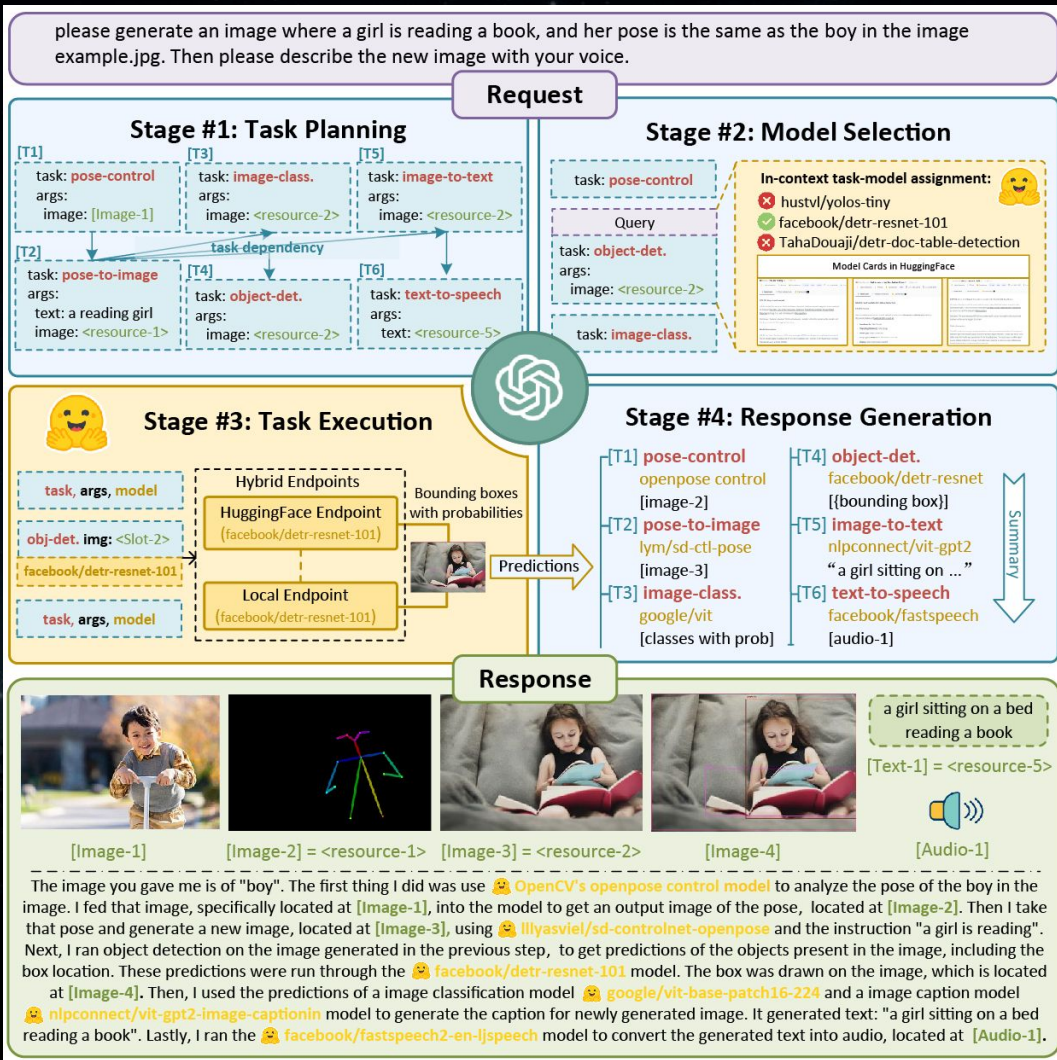 please generate an image where a girl is reading a book, and her pose is the same as the boy in the image
example.jpg. Then please describe the new image with your voice.
Request
Stage #1: Task Planning
[T1]
task: pose-control
args:
image: [Image-1]
[T3]
task: image-class.
args:
image: <resource-2>
[T5]
task: image-to-text
args:
image: <resource-2>
task dependency
[T2]
task: pose-to-image
args:
text: a reading girl
image: <resource-1>
[T4]
task: object-det.
args:
image: <resource-2>
[T6]
task: text-to-speech
args:
text: <resource-5>
Stage #2: Model Selection
task: pose-control
Query
task: object-det.
args:
image: <resource-2>
task: image-class.
In-context task-model assignment:
hustvl/yolos-tiny
facebook/detr-resnet-101
TahaDouaji/detr-doc-table-detection
Model Cards in HuggingFace
Stage #3: Task Execution
task, args, model
obj-det. img: <Slot-2>
facebook/detr-resnet-101
task, args, model
Hybrid Endpoints
HuggingFace Endpoint
(facebook/detr-resnet-101)
Local Endpoint
(facebook/detr-resnet-101)
Bounding boxes
with probabilities
Predictions
Stage #4: Response Generation
[T1] pose-control
openpose control
[image-2]
[T2] pose-to-image
lym/sd-ctl-pose
[image-3]
[T3] image-class.
google/vit
[classes with prob]
[T4] object-det.
facebook/detr-resnet
[{bounding box}]
[T5] image-to-text
nlpconnect/vit-gpt2
“a girl sitting on ...”
[T6] text-to-speech
facebook/fastspeech
[audio-1]
Summary
Response
a girl sitting on a bed
reading a book
[Text-1] = <resource-5>
[Image-1]
[Image-2] = <resource-1>
[Image-3] = <resource-2>
[Image-4]
[Audio-1]
The image you gave me is of "boy". The first thing I did was use OpenCV's openpose control model to analyze the pose of the boy in the
image. I fed that image, specifically located at [Image-1], into the model to get an output image of the pose, located at [Image-2]. Then I take
that pose and generate a new image, located at [Image-3], using lllyasviel/sd-controlnet-openpose and the instruction "a girl is reading".
Next, I ran object detection on the image generated in the previous step, to get predictions of the objects present in the image, including the
box location. These predictions were run through the facebook/detr-resnet-101 model. The box was drawn on the image, which is located
at [Image-4]. Then, I used the predictions of a image classification model google/vit-base-patch16-224 and a image caption model
nlpconnect/vit-gpt2-image-captionin model to generate the caption for newly generated image. It generated text: "a girl sitting on a bed
reading a book". Lastly, I ran the facebook/fastspeech2-en-ljspeech model to convert the generated text into audio, located at [Audio-1].